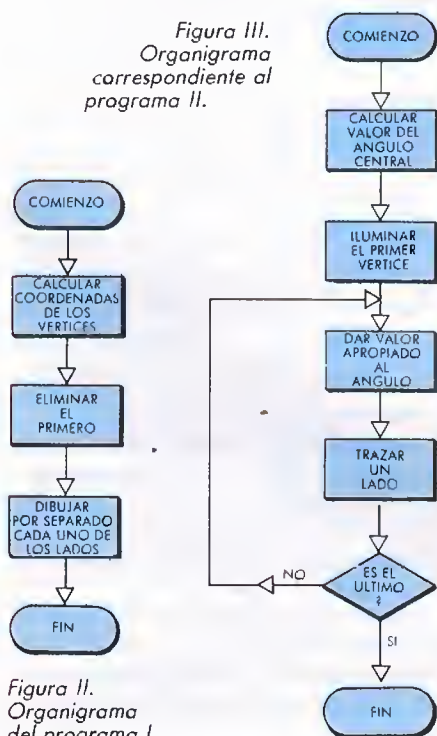 Figura III.
Organigrama
correspondiente al
programa II.
COMIENZO
CALCULAR
COORDENADAS
DE LOS
VERTICES
ELIMINAR
EL
PRIMERO
DIBUJAR
POR SEPARADO
CADA UNO DE
LOS LADOS
FIN
Figura II.
Organigrama
del programa I.
COMIENZO
CALCULAR
VALOR DEL
ANGULO
CENTRAL
ILUMINAR
EL PRIMER
VERTICE
DAR VALOR
APROPIADO
AL
ANGULO
TRAZAR
UN
LADO
ES EL
ULTIMO
?
NO
SI
FIN